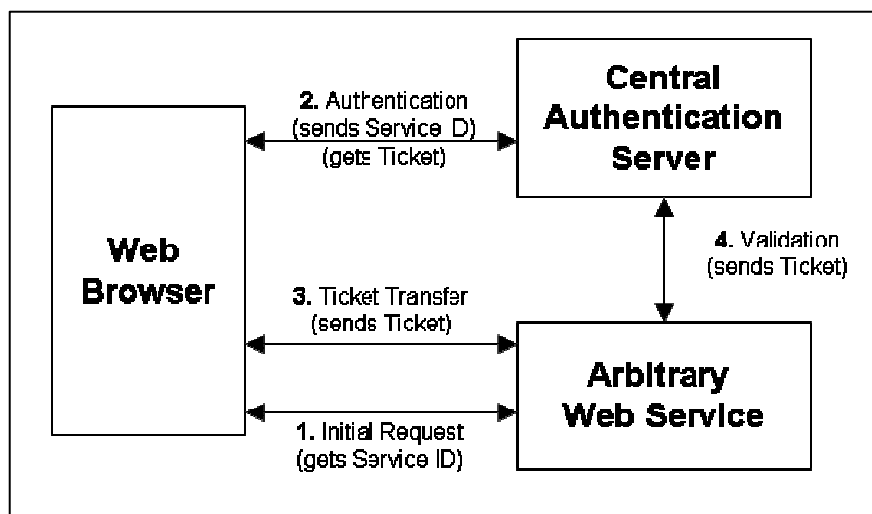 Central
Authentication
Server
2. Authentication
(sends Service ID)
(gets Ticket)
Web
Browser
4. Validation
(sends Ticket)
3. Ticket Transfer
(sends Ticket)
Arbitrary
Web Service
1. Initial Request
(gets Service ID)